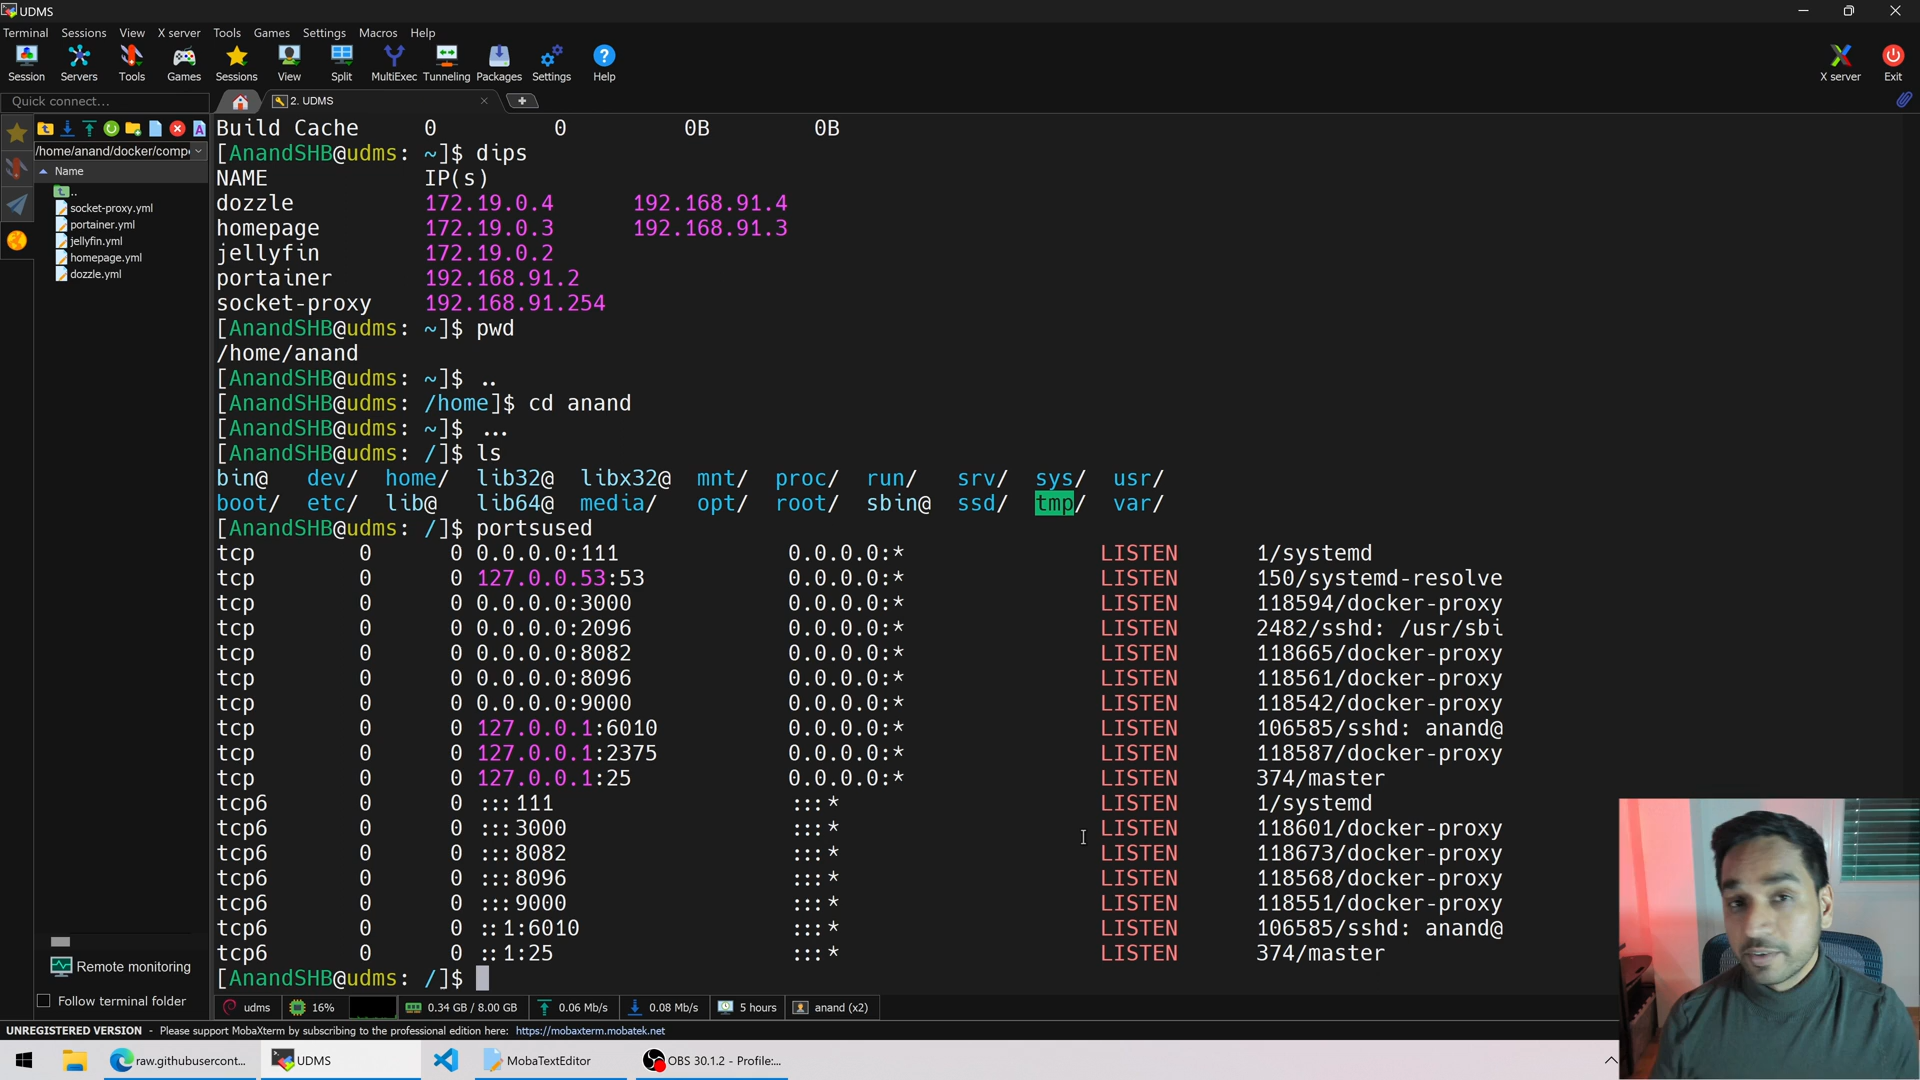 UDMS
Terminal Sessions View X server Tools Games Settings Macros Help
Session Servers Tools Games Sessions View Split MultiExec Tunneling Packages Settings Help X server Exit
Quick connect...
2. UDMS
/home/anand/docker/comp
Name
..
socket-proxy.yml
portainer.yml
jellyfin.yml
homepage.yml
dozzle.yml
Build Cache 0 0 0B 0B
[AnandSHB@udms: ~]$ dips
NAME IP(s)
dozzle 172.19.0.4 192.168.91.4
homepage 172.19.0.3 192.168.91.3
jellyfin 172.19.0.2
portainer 192.168.91.2
socket-proxy 192.168.91.254
[AnandSHB@udms: ~]$ pwd
/home/anand
[AnandSHB@udms: ~]$ ..
[AnandSHB@udms: /home]$ cd anand
[AnandSHB@udms: ~]$ ...
[AnandSHB@udms: /]$ ls
bin@ dev/ home/ lib32@ libx32@ mnt/ proc/ run/ srv/ sys/ usr/
boot/ etc/ lib@ lib64@ media/ opt/ root/ sbin@ ssd/ tmp/ var/
[AnandSHB@udms: /]$ portsused
tcp 0 0 0.0.0.0:111 0.0.0.0:* LISTEN 1/systemd
tcp 0 0 127.0.0.53:53 0.0.0.0:* LISTEN 150/systemd-resolve
tcp 0 0 0.0.0.0:3000 0.0.0.0:* LISTEN 118594/docker-proxy
tcp 0 0 0.0.0.0:2096 0.0.0.0:* LISTEN 2482/sshd: /usr/sbi
tcp 0 0 0.0.0.0:8082 0.0.0.0:* LISTEN 118665/docker-proxy
tcp 0 0 0.0.0.0:8096 0.0.0.0:* LISTEN 118561/docker-proxy
tcp 0 0 0.0.0.0:9000 0.0.0.0:* LISTEN 118542/docker-proxy
tcp 0 0 127.0.0.1:6010 0.0.0.0:* LISTEN 106585/sshd: anand@
tcp 0 0 127.0.0.1:2375 0.0.0.0:* LISTEN 118587/docker-proxy
tcp 0 0 127.0.0.1:25 0.0.0.0:* LISTEN 374/master
tcp6 0 0 :::111 :::* LISTEN 1/systemd
tcp6 0 0 :::3000 :::* LISTEN 118601/docker-proxy
tcp6 0 0 :::8082 :::* LISTEN 118673/docker-proxy
tcp6 0 0 :::8096 :::* LISTEN 118568/docker-proxy
tcp6 0 0 :::9000 :::* LISTEN 118551/docker-proxy
tcp6 0 0 ::1:6010 :::* LISTEN 106585/sshd: anand@
tcp6 0 0 ::1:25 :::* LISTEN 374/master
[AnandSHB@udms: /]$
Remote monitoring
Follow terminal folder
udms 16% 0.34 GB / 8.00 GB 0.06 Mb/s 0.08 Mb/s 5 hours anand (x2)
UNREGISTERED VERSION - Please support MobaXterm by subscribing to the professional edition here: https://mobaxterm.mobatek.net
raw.githubusercont... UDMS MobaTextEditor OBS 30.1.2 - Profile:...